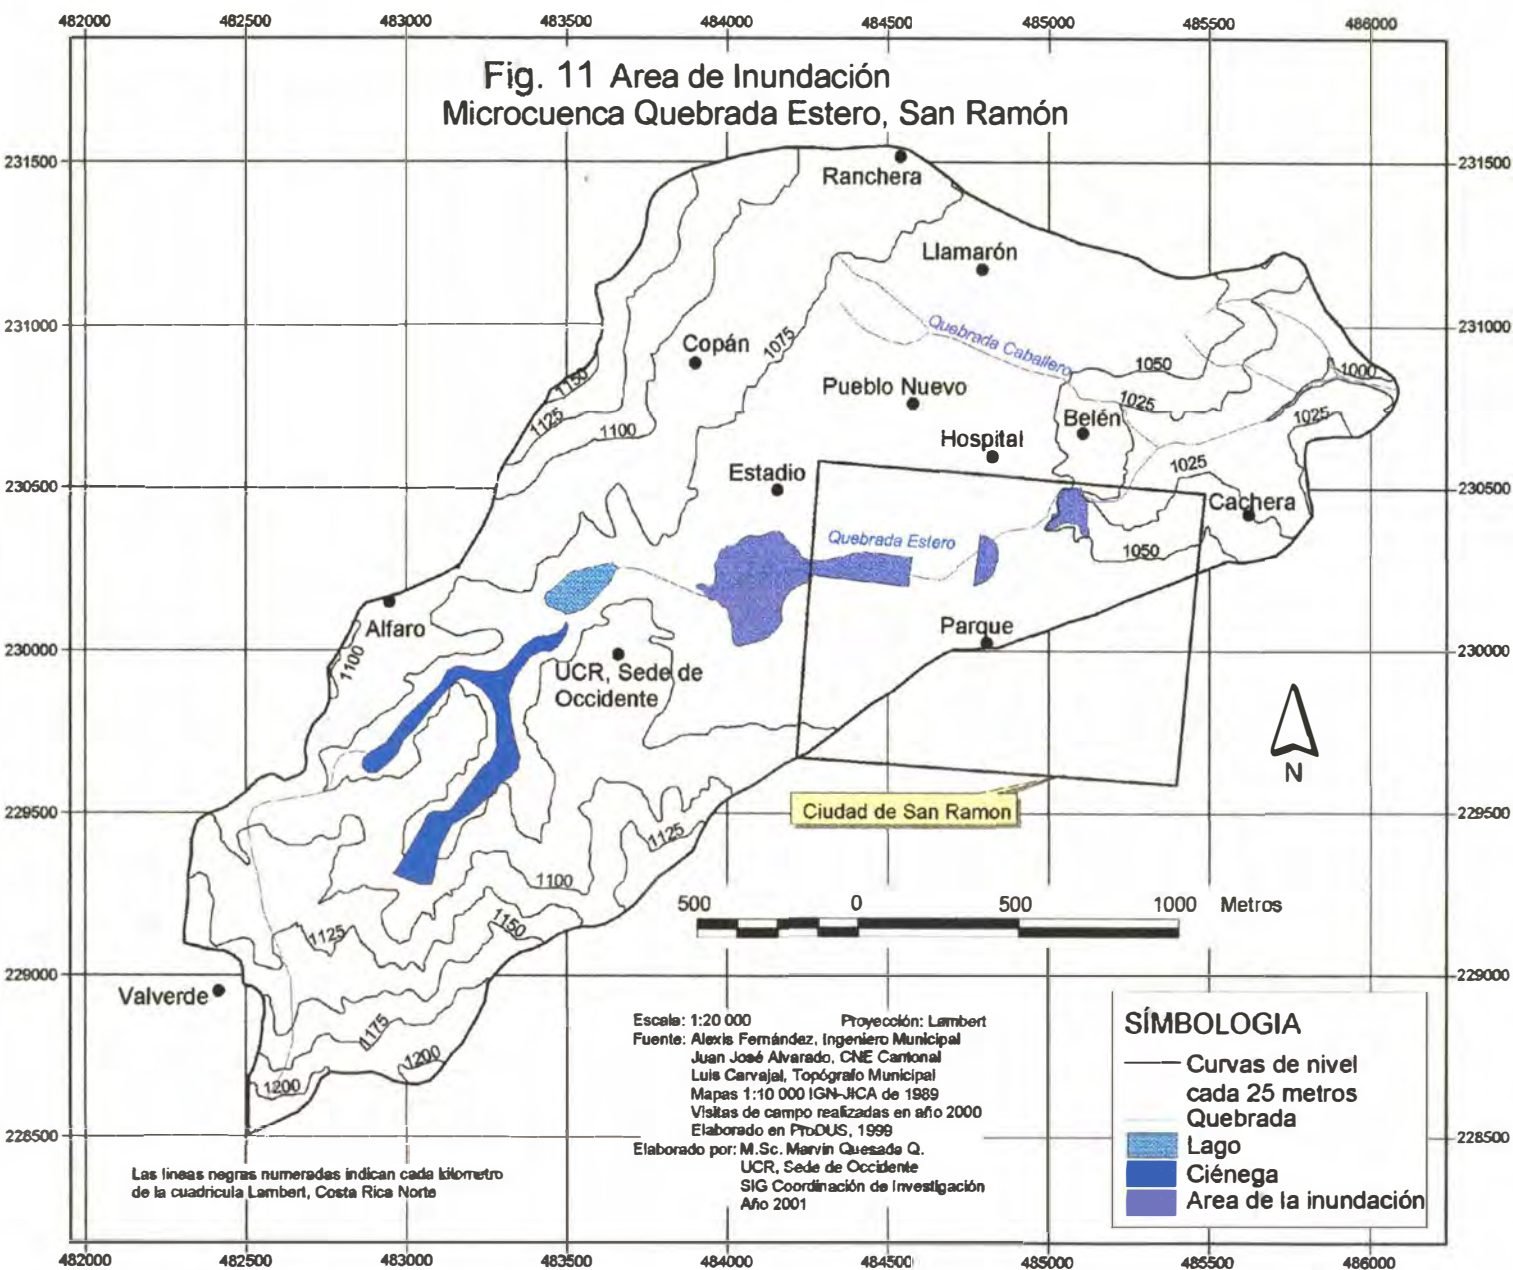 482000 482500 483000 483500 484000 484500 485000 485500 486000
Fig. 11 Area de Inundación
Microcuenca Quebrada Estero, San Ramón
231500 231500
Ranchera
Llamarón
231000 231000
Quebrada Caballero
Copán
1075
1050
1000
Pueblo Nuevo
1150
1025
1025
Belén
1125
1100
Hospital
1025
Estadio
230500 230500
Cachera
Quebrada Estero
1050
Alfaro
Parque
230000 230000
1100
UCR, Sede de
Occidente
N
Ciudad de San Ramon
229500 229500
1125
1100
500 0 500 1000 Metros
1150
1125
229000 229000
Valverde
1175
1200
1200
Escala: 1:20 000 Proyección: Lambert
Fuente: Alexis Fernández, Ingeniero Municipal
Juan José Alvarado, CNE Cantonal
Luis Carvajal, Topógrafo Municipal
Mapas 1:10 000 IGN-JICA de 1989
Visitas de campo realizadas en año 2000
Elaborado en ProDUS, 1999
Elaborado por: M.Sc. Marvin Quesada Q.
UCR, Sede de Occidente
SIG Coordinación de Investigación
Año 2001
SÍMBOLOGIA
Curvas de nivel
cada 25 metros
Quebrada
Lago
Ciénega
Area de la inundación
228500 228500
Las lineas negras numeradas indican cada kilometro
de la cuadricula Lambert, Costa Rica Norte
482000 482500 483000 483500 484000 484500 485000 485500 486000